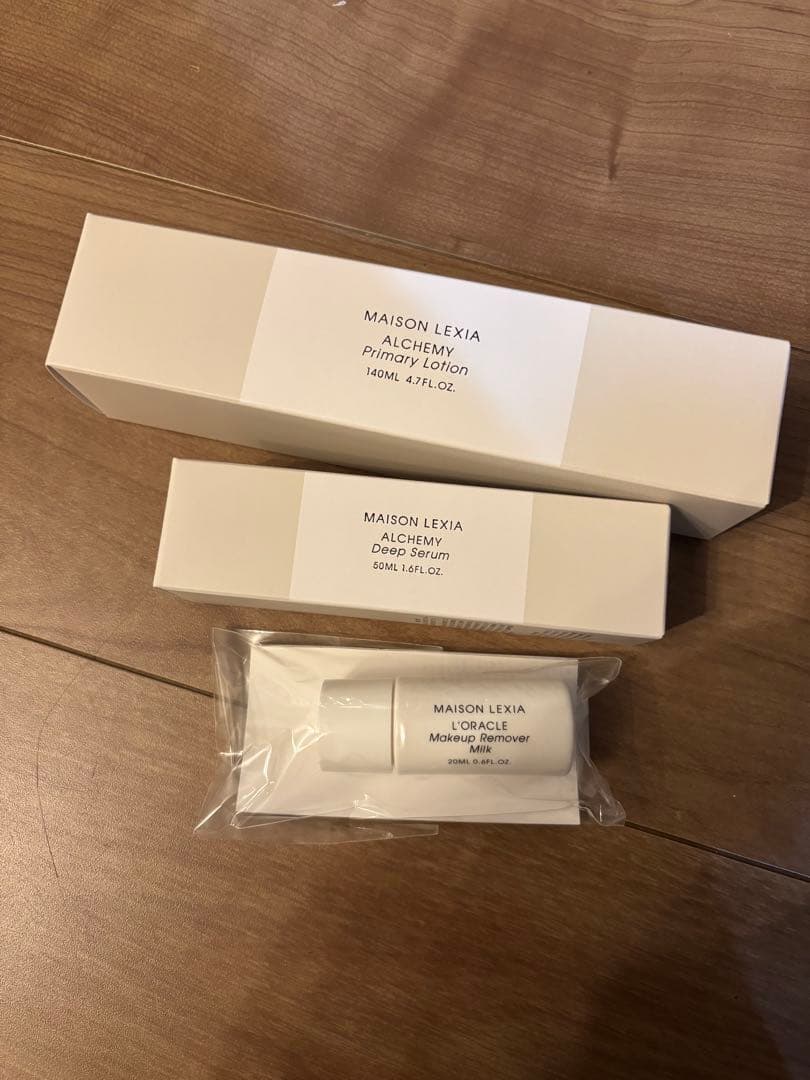 MAISON LEXIA
ALCHEMY
Primary Lotion
140ML 4.7FL.OZ.
MAISON LEXIA
ALCHEMY
Deep Serum
50ML 1.6FL.OZ.
MAISON LEXIA
L'ORACLE
Makeup Remover
Milk
20ML 0.6FL.OZ.